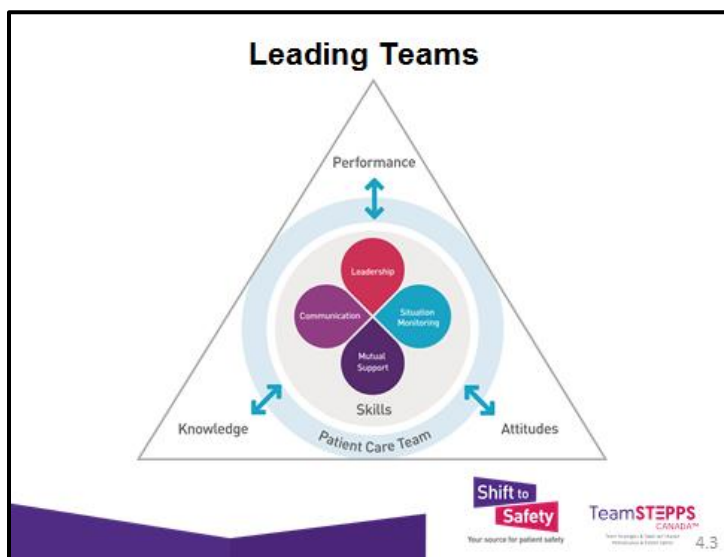 Leading Teams
Performance
Leadership
Communication
Situation
Monitoring
Mutual
Support
Skills
Knowledge
Patient Care Team
Attitudes
Shift to
Safety
Your source for patient safety
TeamSTEPPS
CANADA™
4.3